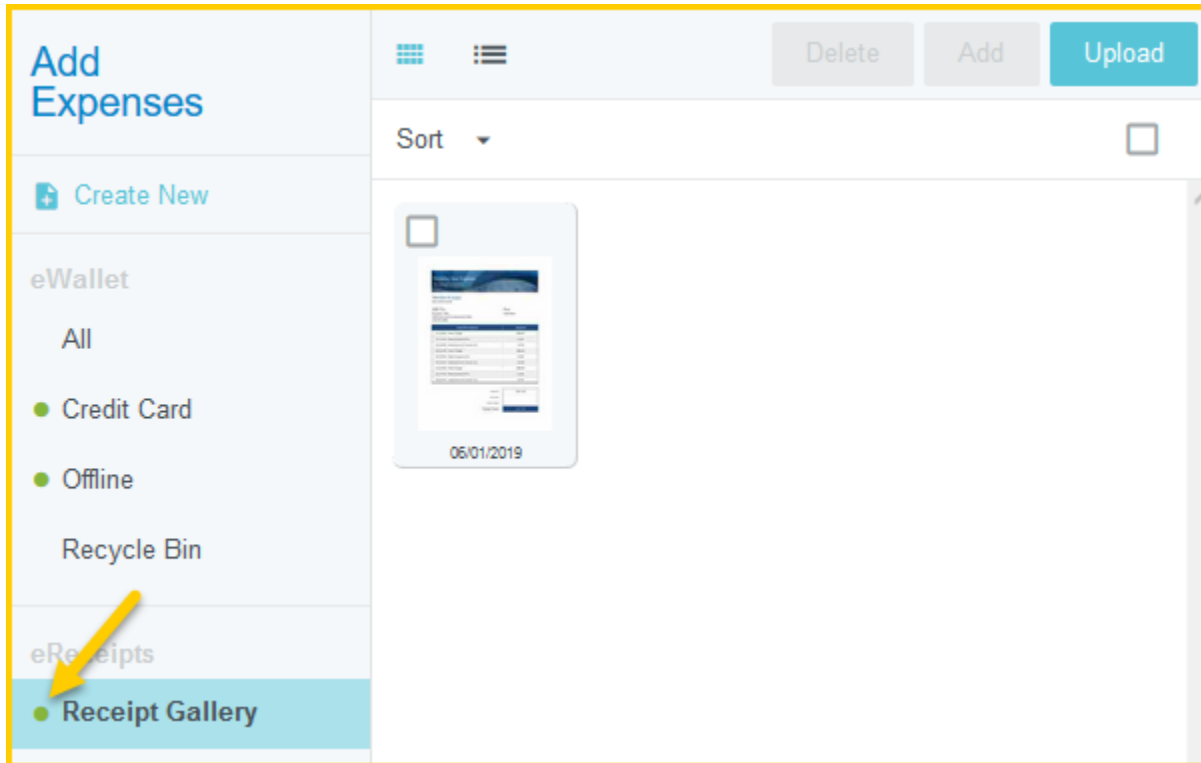 Add
Expenses
Create New
eWallet
All
Credit Card
Offline
Recycle Bin
eReceipts
Receipt Gallery
Delete
Add
Upload
Sort
06/01/2019